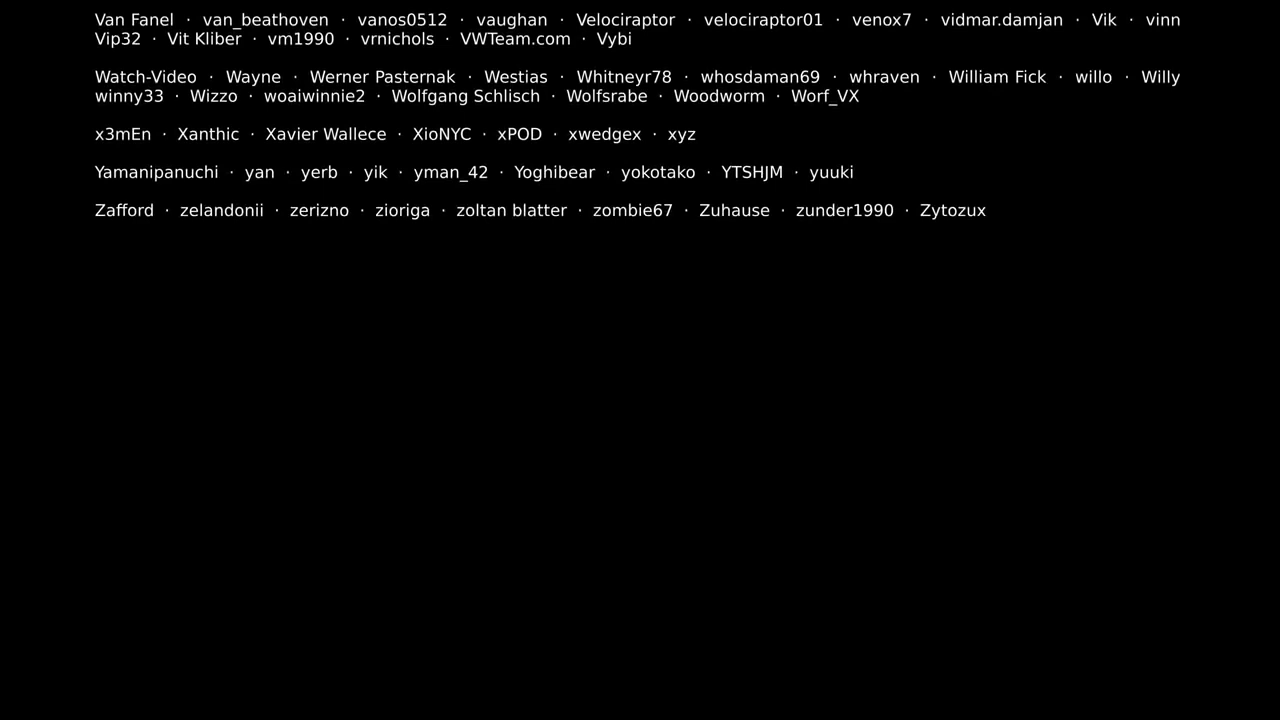 Van Fanel · van_beathoven · vanos0512 · vaughan · Velociraptor · velociraptor01 · venox7 · vidmar.damjan · Vik · vinn
Vip32 · Vit Kliber · vm1990 · vrnichols · VWTeam.com · Vybi
Watch-Video · Wayne · Werner Pasternak · Westias · Whitneyr78 · whosdaman69 · whraven · William Fick · willo · Willy
winny33 · Wizzo · woaiwinnie2 · Wolfgang Schlisch · Wolfsrabe · Woodworm · Worf_VX
x3mEn · Xanthic · Xavier Wallece · XioNYC · xPOD · xwedgex · xyz
Yamanipanuchi · yan · yerb · yik · yman_42 · Yoghibear · yokotako · YTSHJM · yuuki
Zafford · zelandonii · zerizno · zioriga · zoltan blatter · zombie67 · Zuhause · zunder1990 · Zytozux